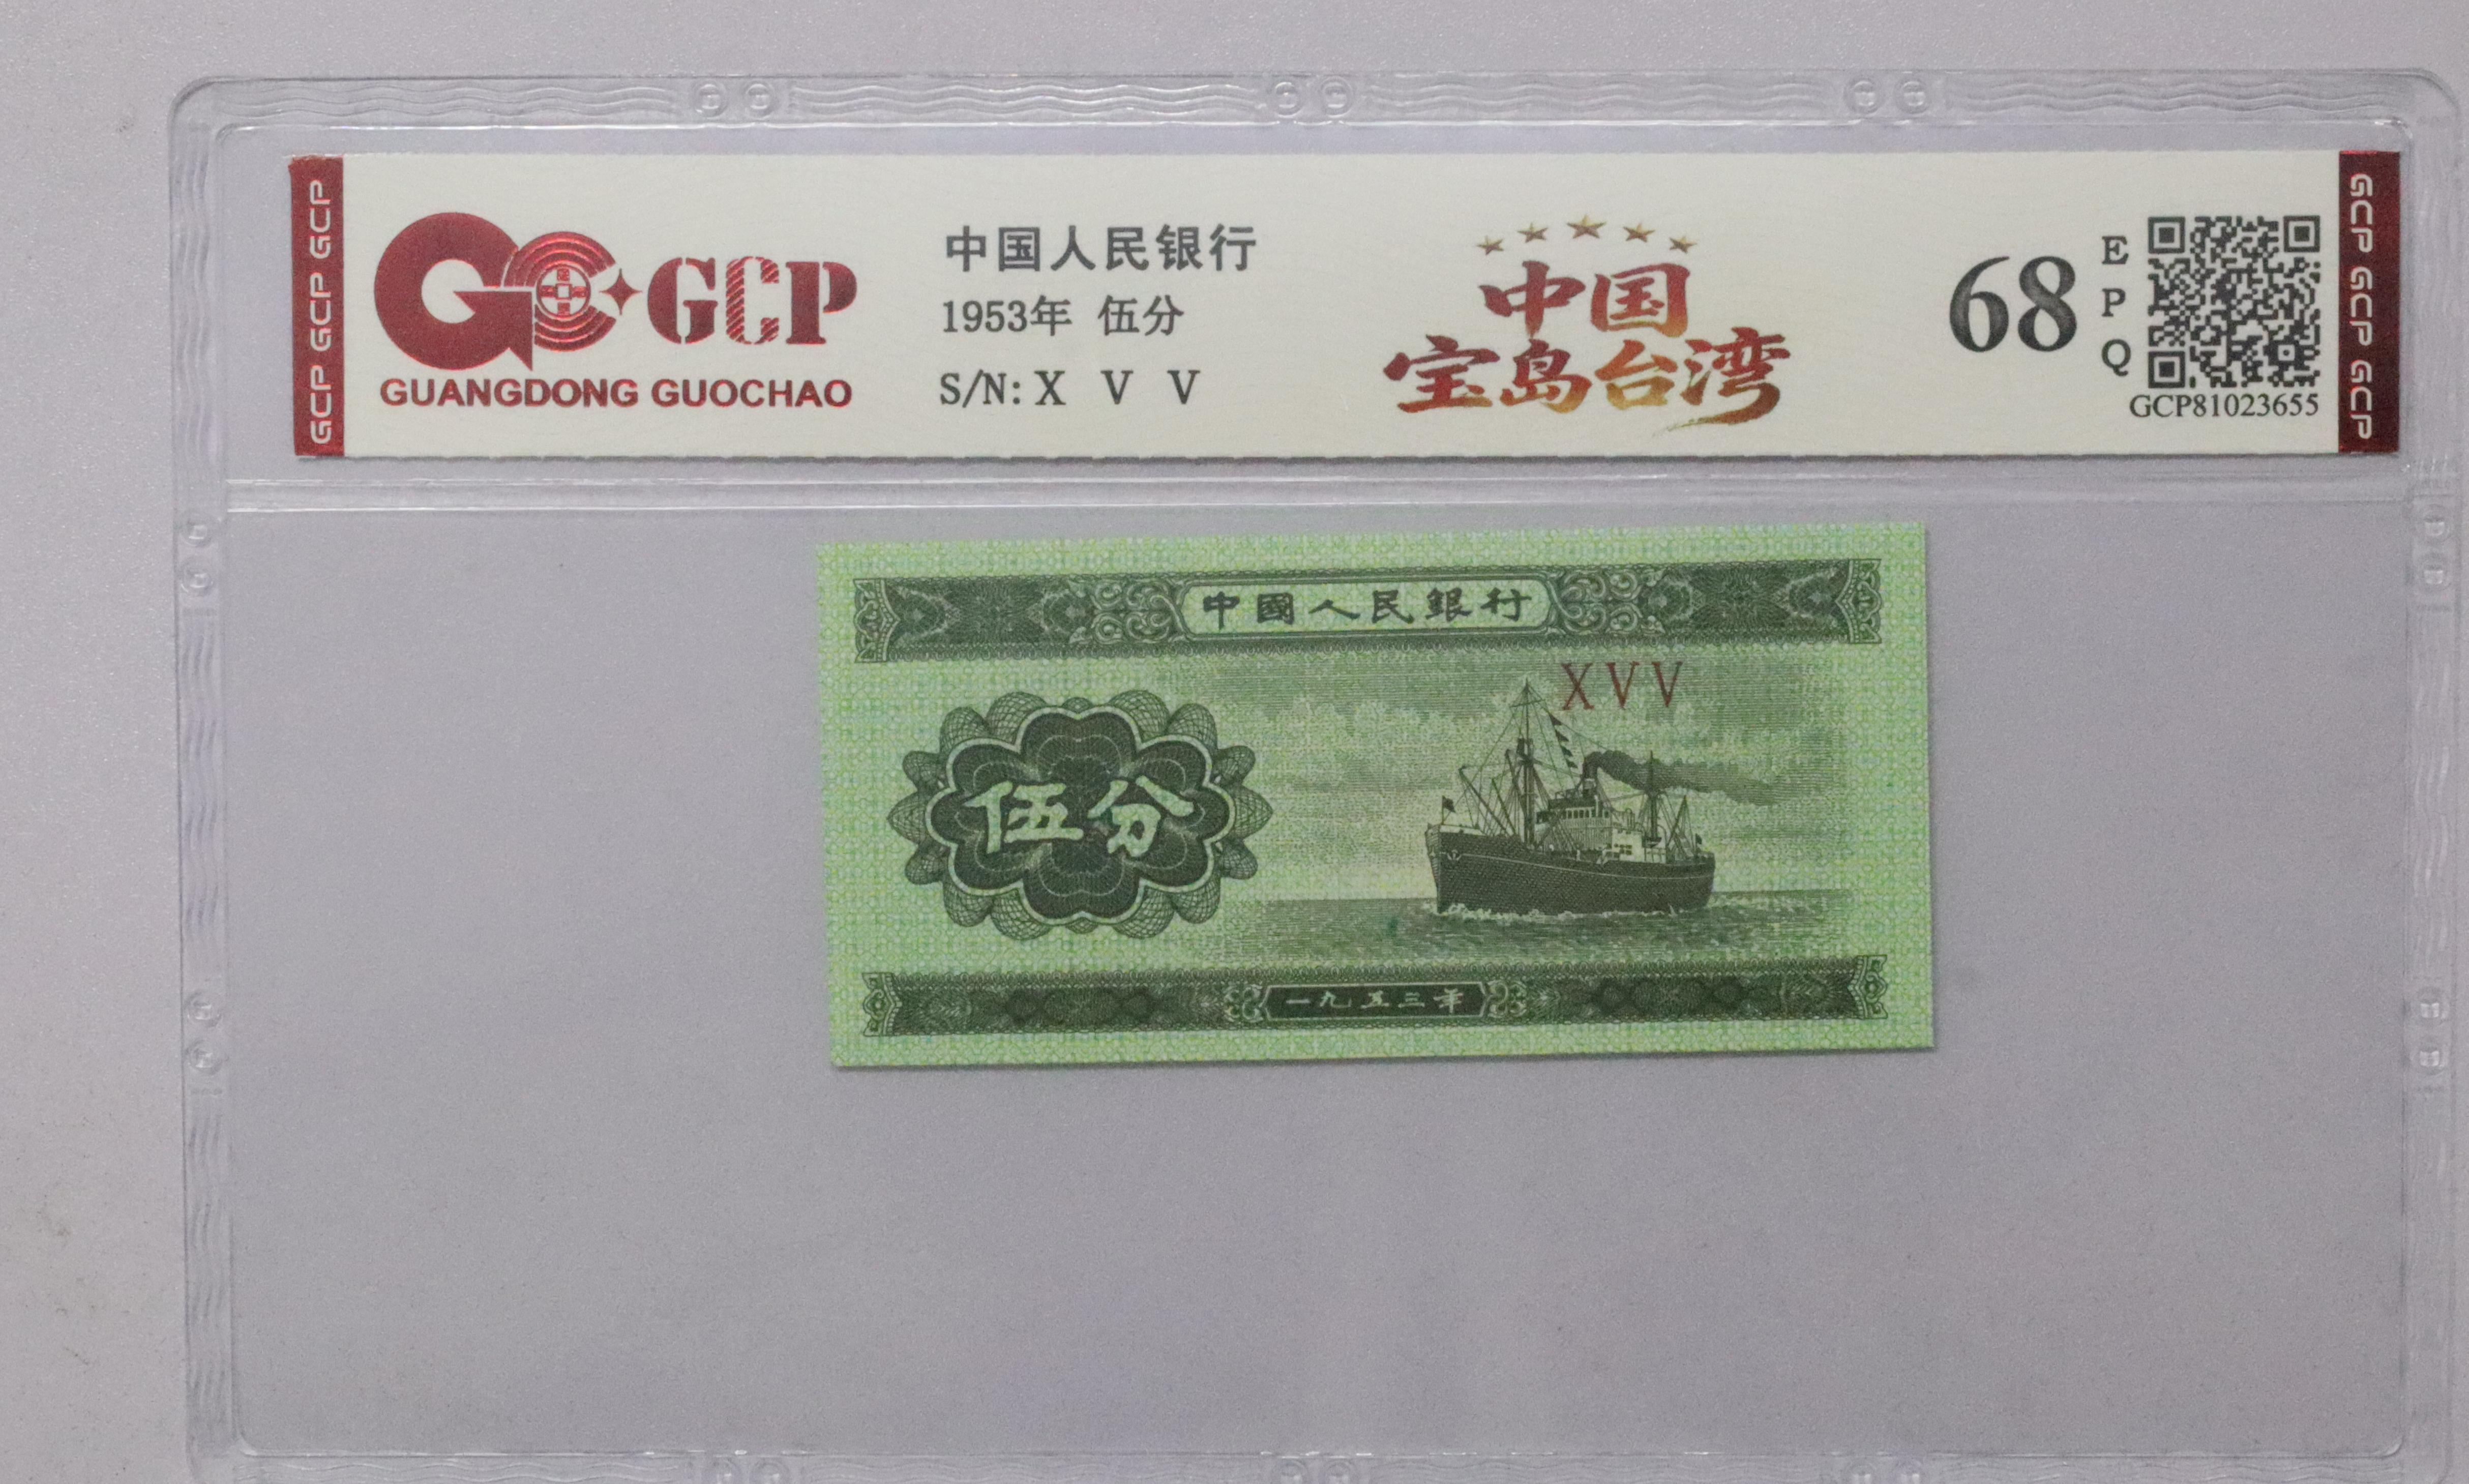 GCP GCP GCP
GCP
GUANGDONG GUOCHAO
中国人民银行
1953年 伍分
S/N: X V V
中国
宝岛台湾
68
EPQ
GCP81023655
GCP GCP GCP
中國人民銀行
XVV
伍分
一九五三年